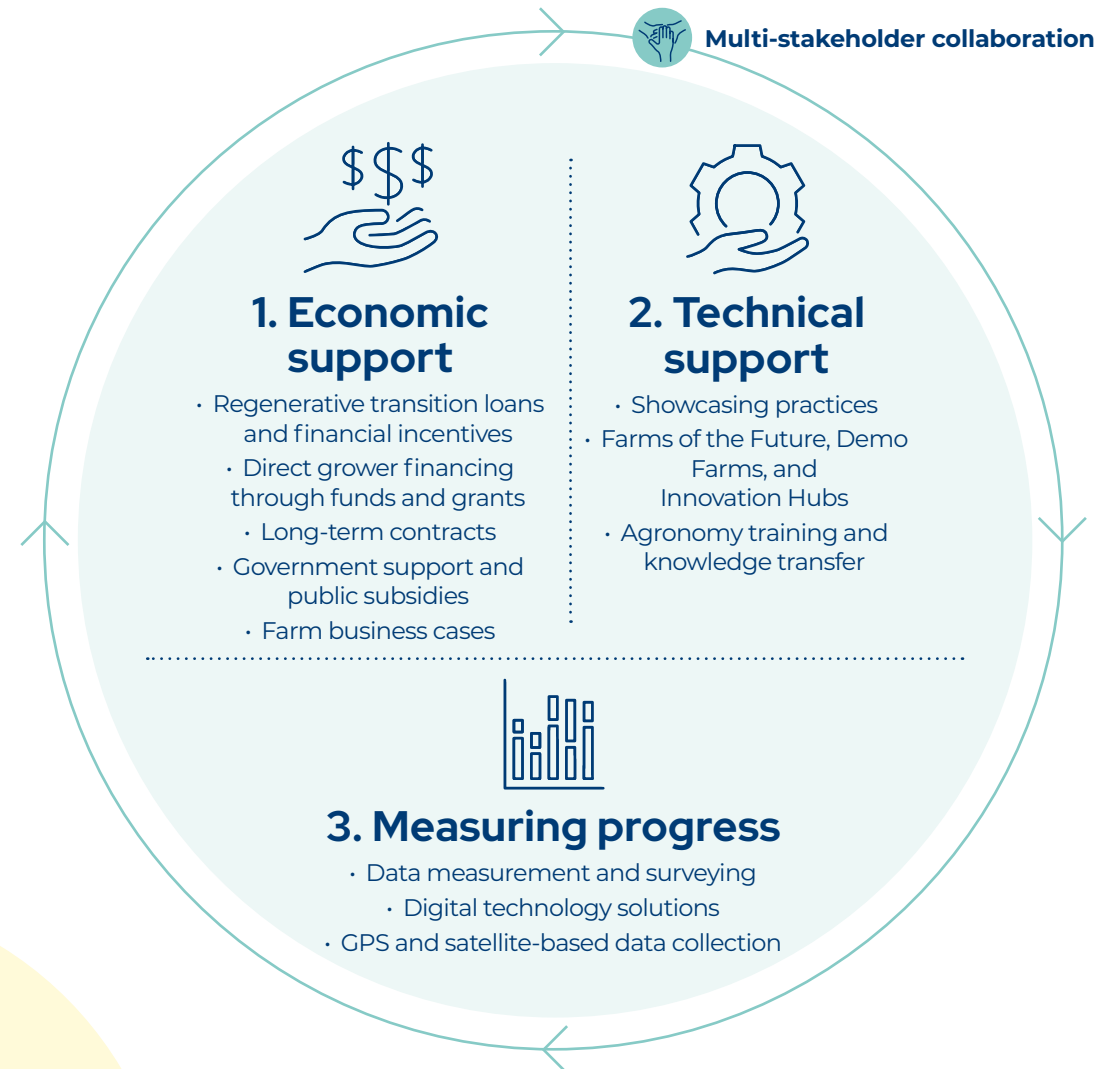 Multi-stakeholder collaboration
$$$
1. Economic
support
• Regenerative transition loans
and financial incentives
• Direct grower financing
through funds and grants
• Long-term contracts
• Government support and
public subsidies
• Farm business cases
2. Technical
support
• Showcasing practices
• Farms of the Future, Demo
Farms, and
Innovation Hubs
• Agronomy training and
knowledge transfer
3. Measuring progress
• Data measurement and surveying
• Digital technology solutions
• GPS and satellite-based data collection